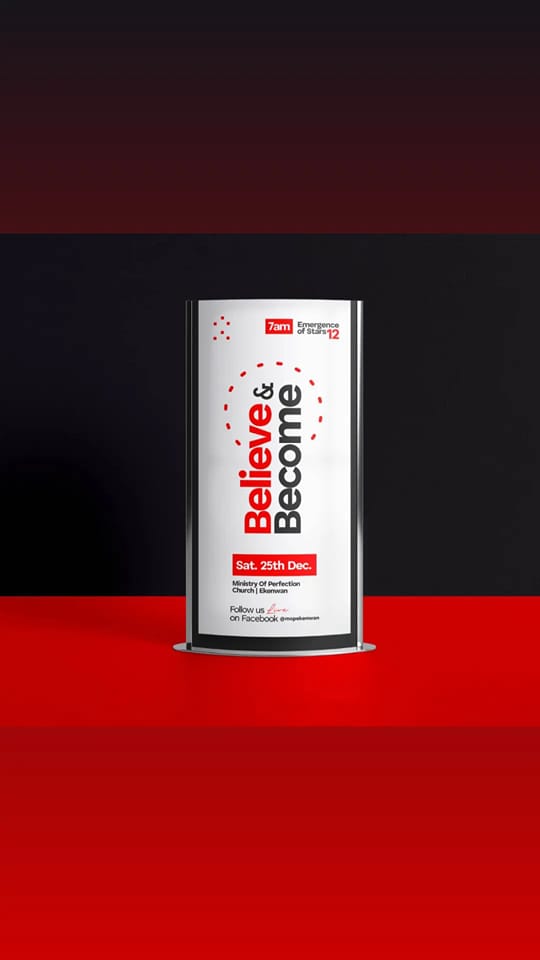 7am
Emergence
of Stars 12
Believe &
Become
Sat. 25th Dec.
Ministry Of Perfection
Church | Ekenwan
Follow us Live
on Facebook @mopekenwan